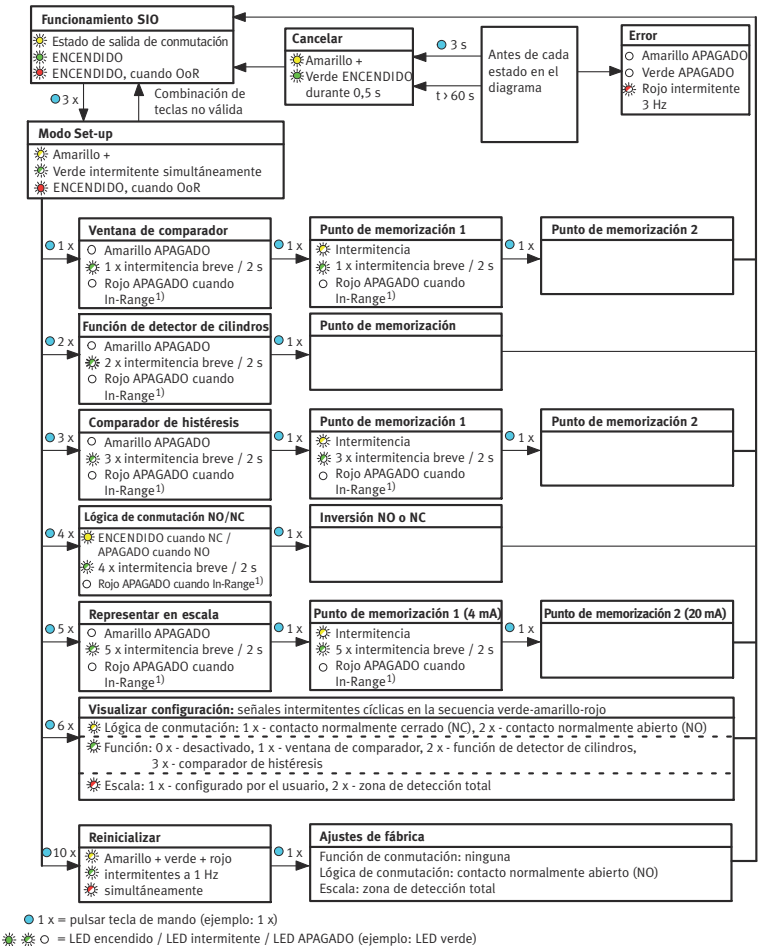 Funcionamiento SIO
Estado de salida de conmutación
ENCENDIDO
ENCENDIDO, cuando OoR
Cancelar
Amarillo +
Verde ENCENDIDO
durante 0,5 s
3 s
t > 60 s
Antes de cada
estado en el
diagrama
Error
Amarillo APAGADO
Verde APAGADO
Rojo intermitente
3 Hz
3 x
Combinación de
teclas no válida
Modo Set-up
Amarillo +
Verde intermitente simultáneamente
ENCENDIDO, cuando OoR
1 x
Ventana de comparador
Amarillo APAGADO
1 x intermitencia breve / 2 s
Rojo APAGADO cuando
In-Range1)
1 x
Punto de memorización 1
Intermitencia
1 x intermitencia breve / 2 s
Rojo APAGADO cuando
In-Range1)
1 x
Punto de memorización 2
2 x
Función de detector de cilindros
Amarillo APAGADO
2 x intermitencia breve / 2 s
Rojo APAGADO cuando
In-Range1)
1 x
Punto de memorización
3 x
Comparador de histéresis
Amarillo APAGADO
3 x intermitencia breve / 2 s
Rojo APAGADO cuando
In-Range1)
1 x
Punto de memorización 1
Intermitencia
3 x intermitencia breve / 2 s
Rojo APAGADO cuando
In-Range1)
1 x
Punto de memorización 2
4 x
Lógica de conmutación NO/NC
ENCENDIDO cuando NC /
APAGADO cuando NO
4 x intermitencia breve / 2 s
Rojo APAGADO cuando In-Range1)
1 x
Inversión NO o NC
5 x
Representar en escala
Amarillo APAGADO
5 x intermitencia breve / 2 s
Rojo APAGADO cuando
In-Range1)
1 x
Punto de memorización 1 (4 mA)
Intermitencia
5 x intermitencia breve / 2 s
Rojo APAGADO cuando
In-Range1)
1 x
Punto de memorización 2 (20 mA)
6 x
Visualizar configuración: señales intermitentes cíclicas en la secuencia verde-amarillo-rojo
Lógica de conmutación: 1 x - contacto normalmente cerrado (NC), 2 x - contacto normalmente abierto (NO)
Función: 0 x - desactivado, 1 x - ventana de comparador, 2 x - función de detector de cilindros,
3 x - comparador de histéresis
Escala: 1 x - configurado por el usuario, 2 x - zona de detección total
10 x
Reinicializar
Amarillo + verde + rojo
intermitentes a 1 Hz
simultáneamente
1 x
Ajustes de fábrica
Función de conmutación: ninguna
Lógica de conmutación: contacto normalmente abierto (NO)
Escala: zona de detección total
1 x = pulsar tecla de mando (ejemplo: 1 x)
= LED encendido / LED intermitente / LED APAGADO (ejemplo: LED verde)